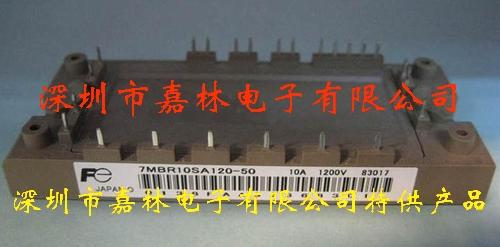 深圳市嘉林电子有限公司
7MBR10SA120-50 10A 1200V 83017
Fe
JAPAN O
深圳市嘉林电子有限公司特供产品